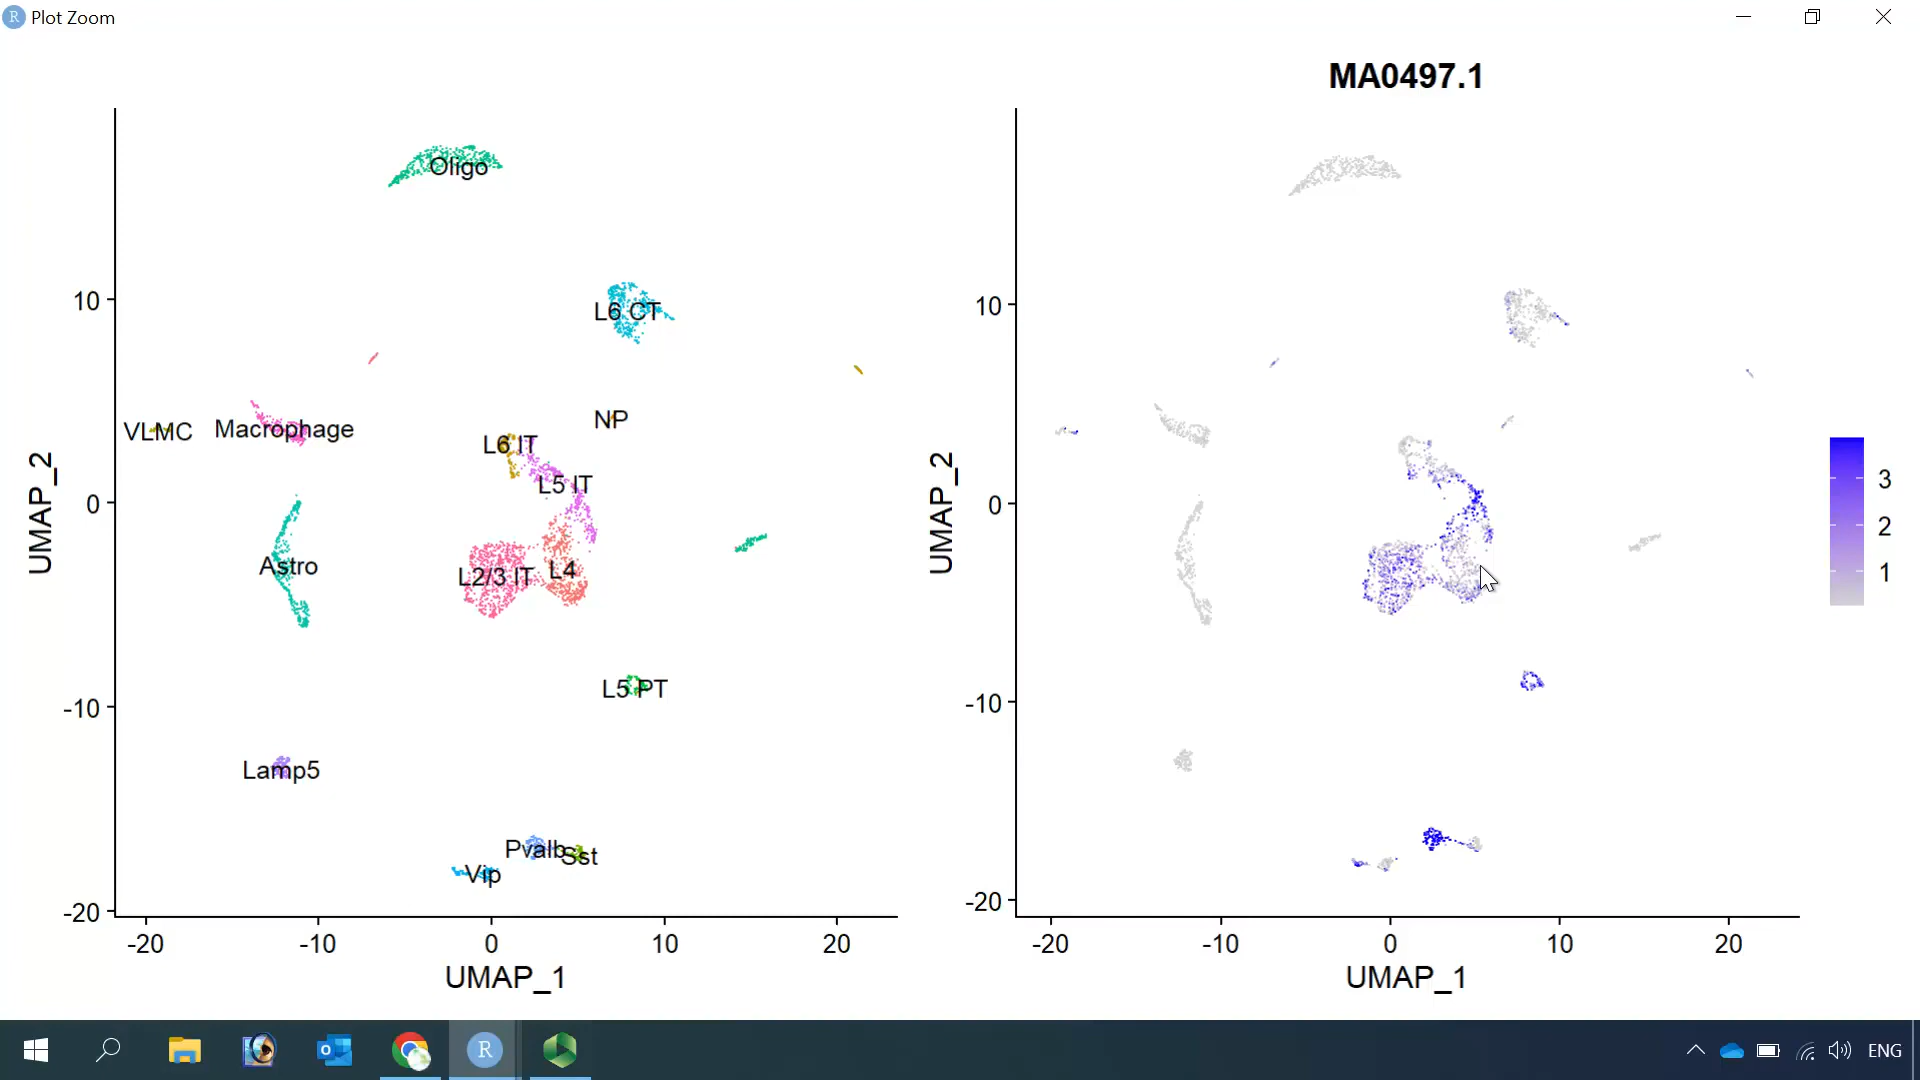 Plot Zoom
MA0497.1
Oligo
10
L6 CT
NP
VLMC
Macrophage
L6 IT
L5 IT
UMAP_2
0
Astro
L2/3 IT
L4
-10
L5 PT
Lamp5
Pvalb
Sst
Vip
-20
-20
-10
0
10
20
UMAP_1
10
UMAP_2
0
-10
-20
-20
-10
0
10
20
UMAP_1
3
2
1
R
ENG